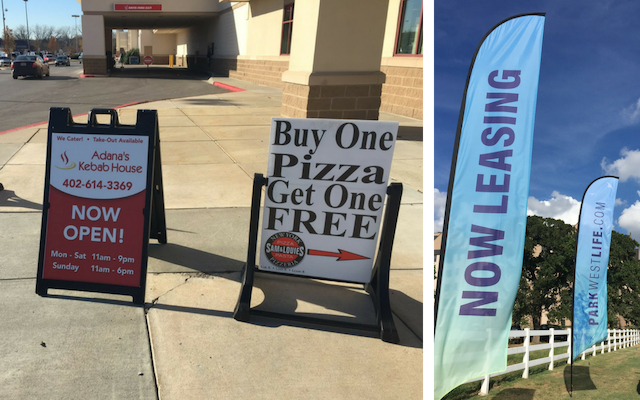 We Cater! • Take-Out Available
Adana's
Kebab House
402-614-3369
NOW
OPEN!
Mon - Sat 11am - 9pm
Sunday 11am - 6pm
Buy One
Pizza
Get One
FREE
NEW YORK
SAM & LOUIE'S
PIZZERIA
NOW LEASING
PARKWESTLIFE.COM